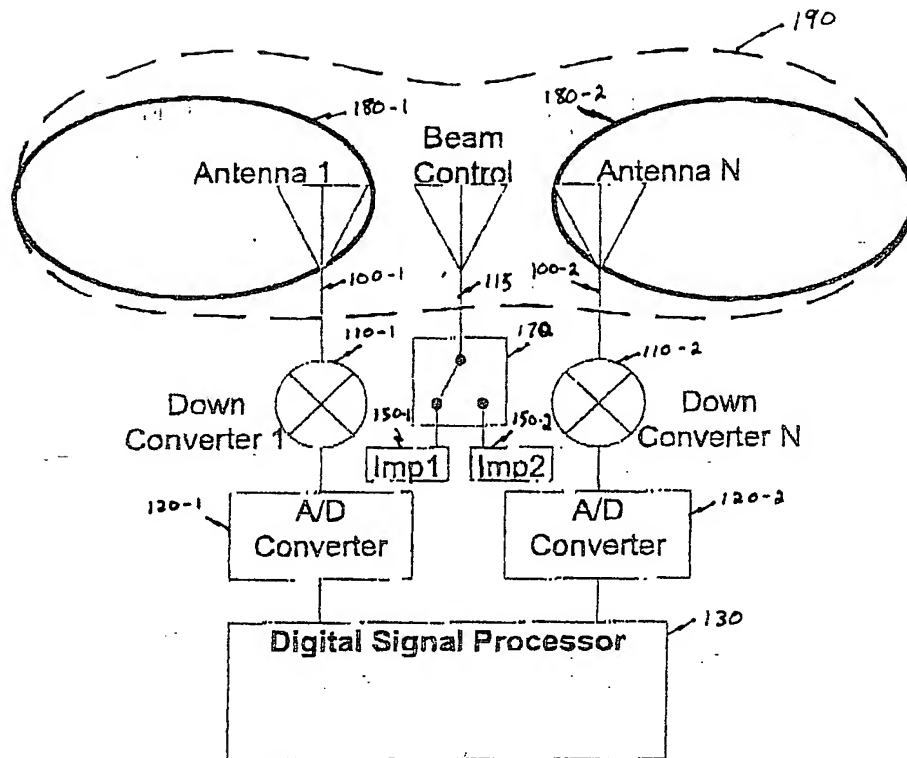 190
180-1
180-2
Beam
Control
Antenna 1
Antenna N
100-1
115
100-2
110-1
170
110-2
Down
Converter 1
Down
Converter N
150-1
150-2
Imp1
Imp2
120-1
A/D
Converter
A/D
Converter
120-2
Digital Signal Processor
130